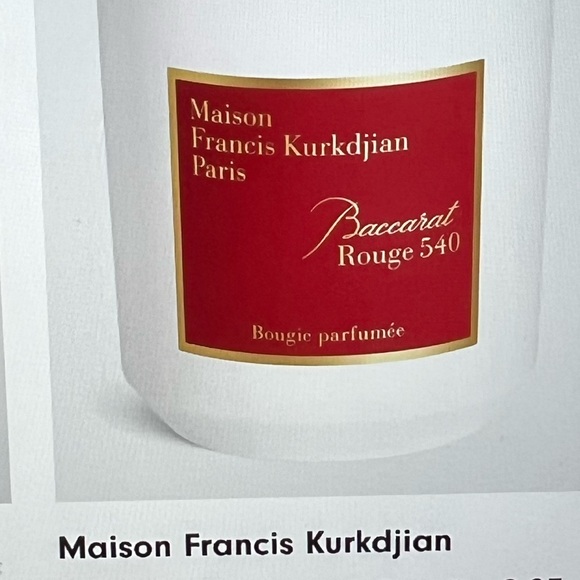 Maison
Francis Kurkdjian
Paris
Baccarat
Rouge 540
Bougie parfumée
Maison Francis Kurkdjian